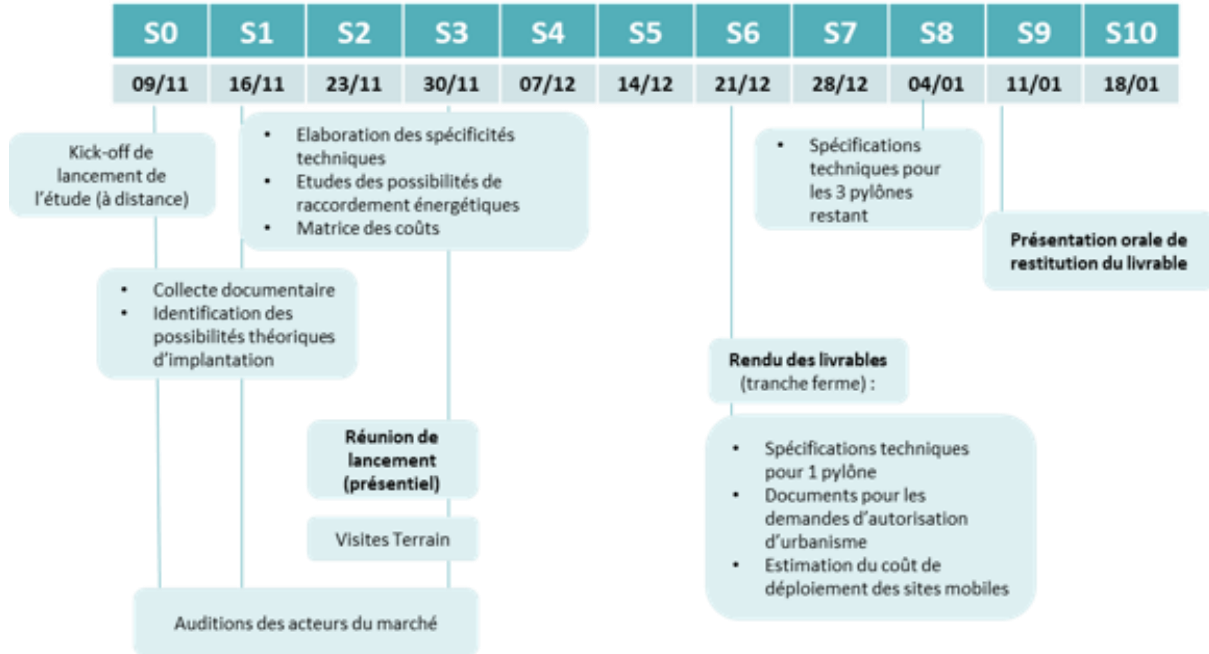 S0 S1 S2 S3 S4 S5 S6 S7 S8 S9 S10
09/11 16/11 23/11 30/11 07/12 14/12 21/12 28/12 04/01 11/01 18/01
Kick-off de
lancement de
l'étude (à distance)
• Elaboration des spécificités
techniques
• Etudes des possibilités de
raccordement énergétiques
• Matrice des coûts
• Spécifications
techniques pour
les 3 pylônes
restant
Présentation orale de
restitution du livrable
• Collecte documentaire
• Identification des
possibilités théoriques
d'implantation
Rendu des livrables
(tranche ferme) :
Réunion de
lancement
(présentiel)
• Spécifications techniques
pour 1 pylône
• Documents pour les
demandes d'autorisation
d'urbanisme
• Estimation du coût de
déploiement des sites mobiles
Visites Terrain
Auditions des acteurs du marché